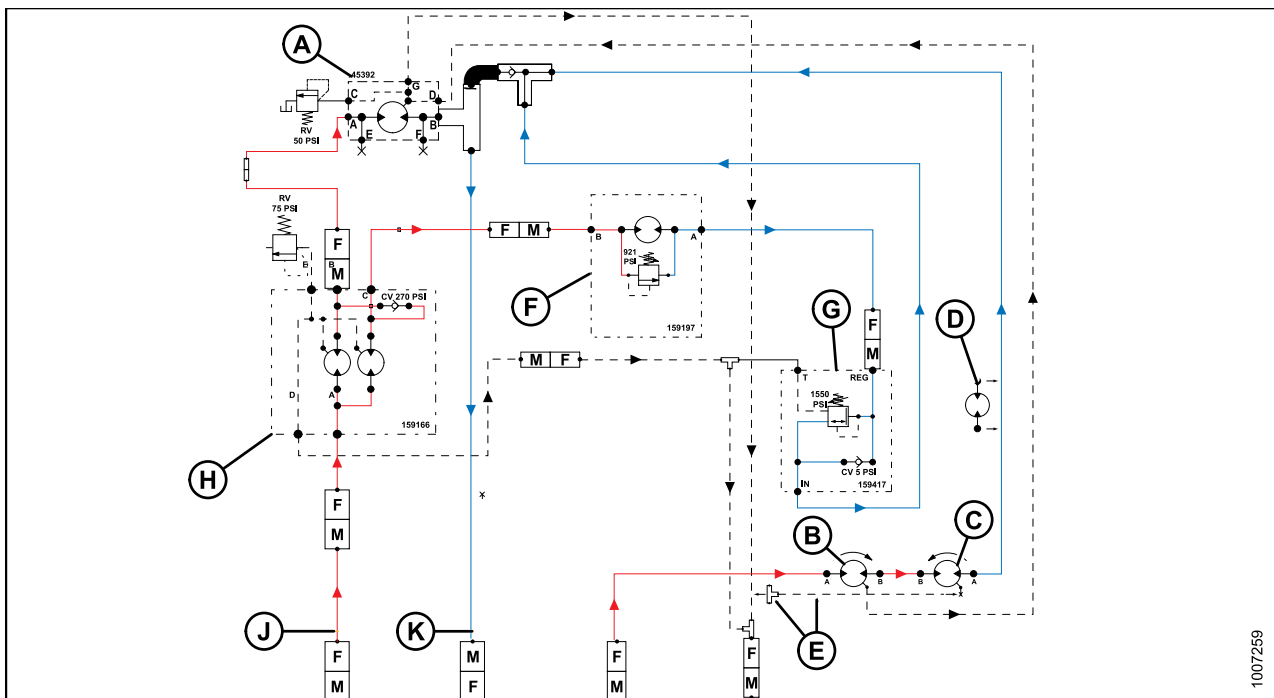 A
45392
G
C
D
A
B
E
F
RV
50 PSI
RV
75 PSI
F
M
B
B
C
CV 270 PSI
F M
B
A
921
PSI
159197
F
G
F
M
D
D
A
159166
M F
T
REG
1550
PSI
CV 5 PSI
159417
IN
H
F
M
B
C
A
B
B
A
E
J
K
F
M
M
F
F
M
F
M
1007259